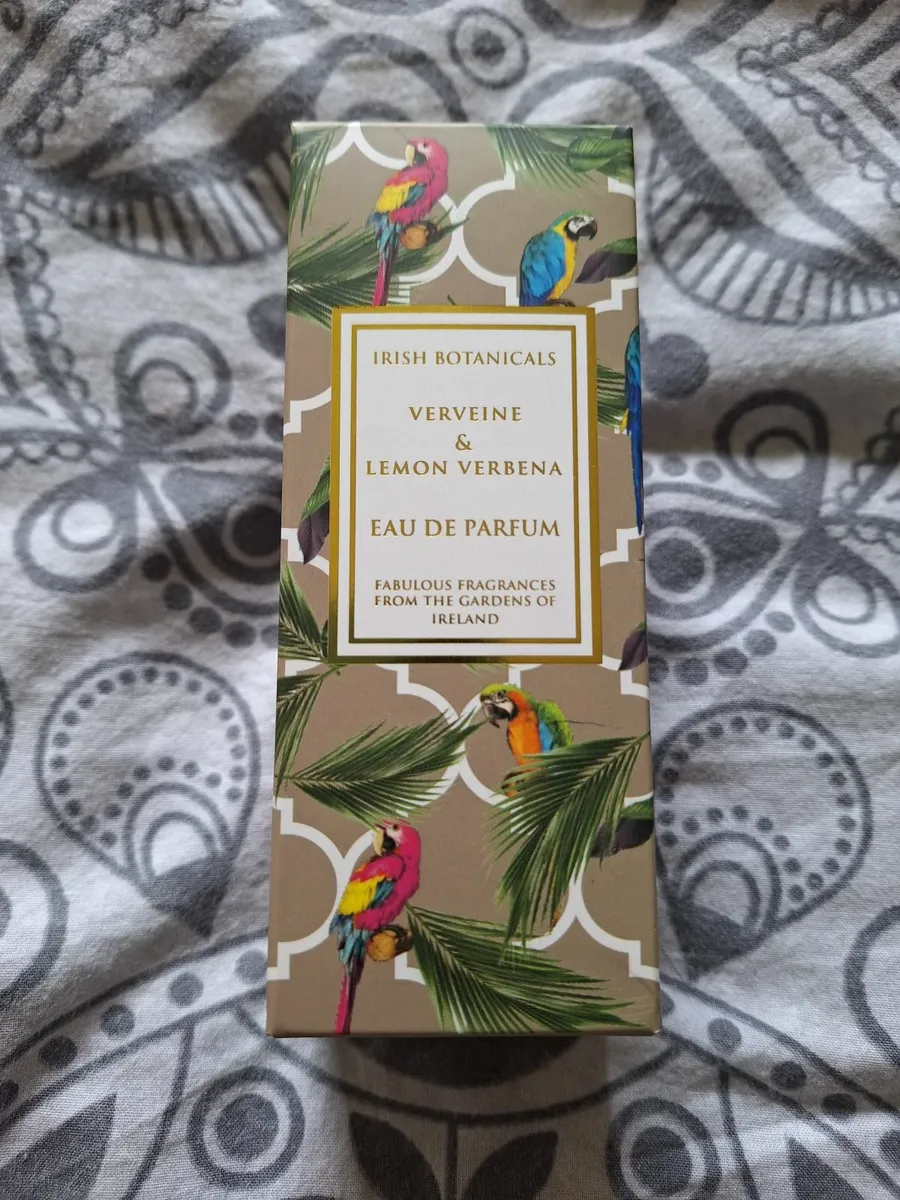 IRISH BOTANICALS
VERVEINE
&
LEMON VERBENA
EAU DE PARFUM
FABULOUS FRAGRANCES
FROM THE GARDENS OF
IRELAND